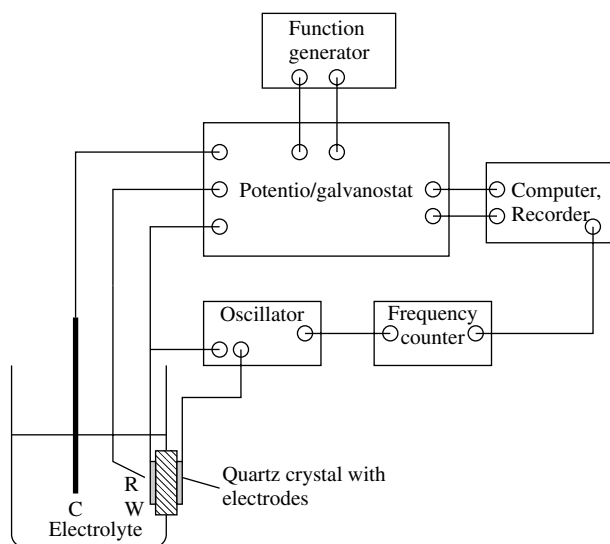 Function
generator
Potentio/galvanostat
Computer,
Recorder
Oscillator
Frequency
counter
Quartz crystal with
electrodes
R
C W
Electrolyte